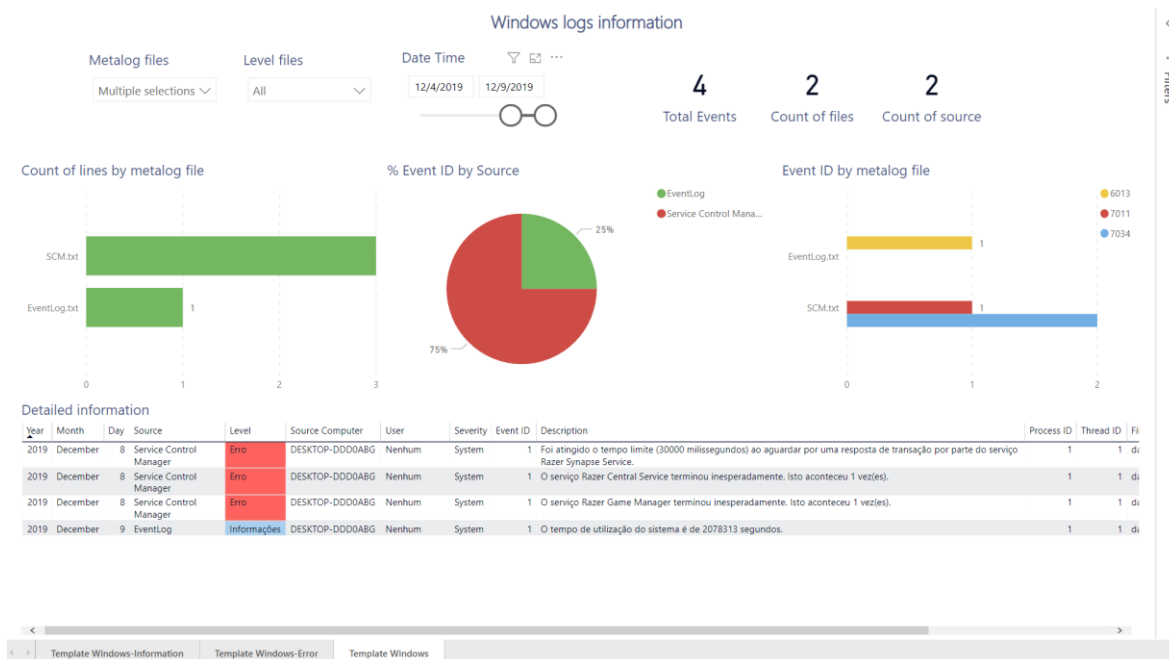 Windows logs information
Metalog files
Level files
Date Time
Multiple selections
All
12/4/2019
12/9/2019
4
2
2
Total Events
Count of files
Count of source
Filters
Count of lines by metalog file
% Event ID by Source
Event ID by metalog file
SCM.txt
EventLog.txt
1
0
1
2
3
25%
75%
EventLog
Service Control Mana...
6013
7011
7034
EventLog.txt
1
SCM.txt
1
0
1
2
Detailed information
Year Month Day Source Level Source Computer User Severity Event ID Description Process ID Thread ID Fi
2019 December 8 Service Control Erro DESKTOP-DDD0ABG Nenhum System 1 Foi atingido o tempo limite (30000 milissegundos) ao aguardar por uma resposta de transação por parte do serviço 1 1 da
Manager Razer Synapse Service.
2019 December 8 Service Control Erro DESKTOP-DDD0ABG Nenhum System 1 O serviço Razer Central Service terminou inesperadamente. Isto aconteceu 1 vez(es). 1 1 da
Manager
2019 December 8 Service Control Erro DESKTOP-DDD0ABG Nenhum System 1 O serviço Razer Game Manager terminou inesperadamente. Isto aconteceu 1 vez(es). 1 1 da
Manager
2019 December 9 EventLog Informações DESKTOP-DDD0ABG Nenhum System 1 O tempo de utilização do sistema é de 2078313 segundos. 1 1 da
Template Windows-Information
Template Windows-Error
Template Windows